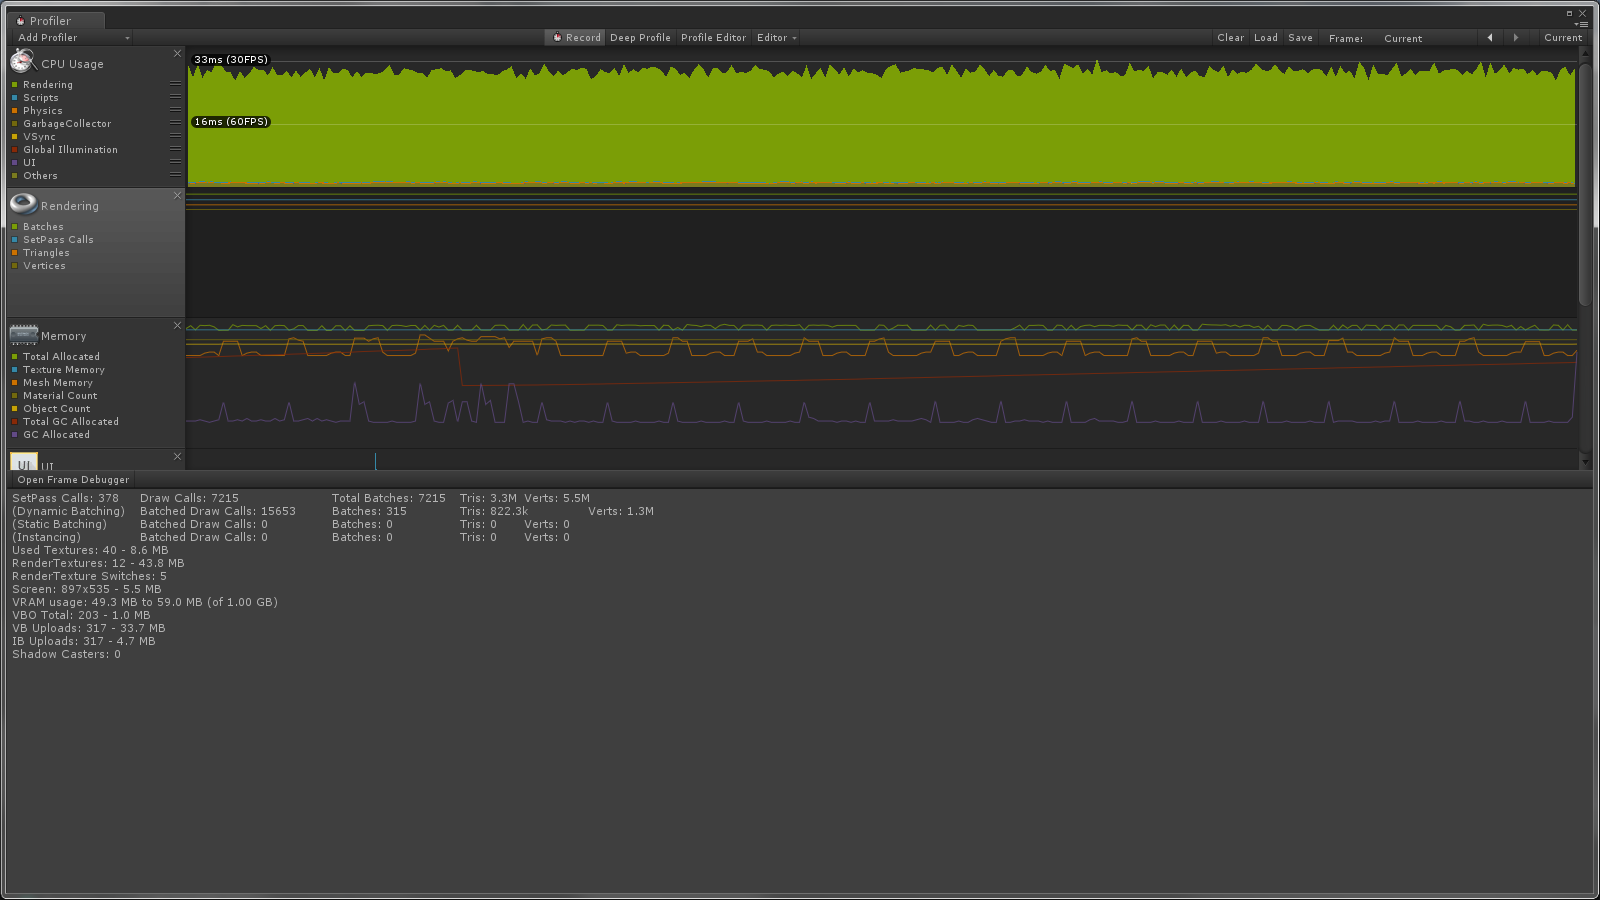 Profiler
Add Profiler Record Deep Profile Profile Editor Editor Clear Load Save Frame: Current Current
CPU Usage
Rendering
Scripts
Physics
GarbageCollector
VSync
Global Illumination
UI
Others
33ms (30FPS)
16ms (60FPS)
Rendering
Batches
SetPass Calls
Triangles
Vertices
Memory
Total Allocated
Texture Memory
Mesh Memory
Material Count
Object Count
Total GC Allocated
GC Allocated
UI UI
Open Frame Debugger
SetPass Calls: 378 Draw Calls: 7215 Total Batches: 7215 Tris: 3.3M Verts: 5.5M
(Dynamic Batching) Batched Draw Calls: 15653 Batches: 315 Tris: 822.3k Verts: 1.3M
(Static Batching) Batched Draw Calls: 0 Batches: 0 Tris: 0 Verts: 0
(Instancing) Batched Draw Calls: 0 Batches: 0 Tris: 0 Verts: 0
Used Textures: 40 - 8.6 MB
RenderTextures: 12 - 43.8 MB
RenderTexture Switches: 5
Screen: 897x535 - 5.5 MB
VRAM usage: 49.3 MB to 59.0 MB (of 1.00 GB)
VBO Total: 203 - 1.0 MB
VB Uploads: 317 - 33.7 MB
IB Uploads: 317 - 4.7 MB
Shadow Casters: 0